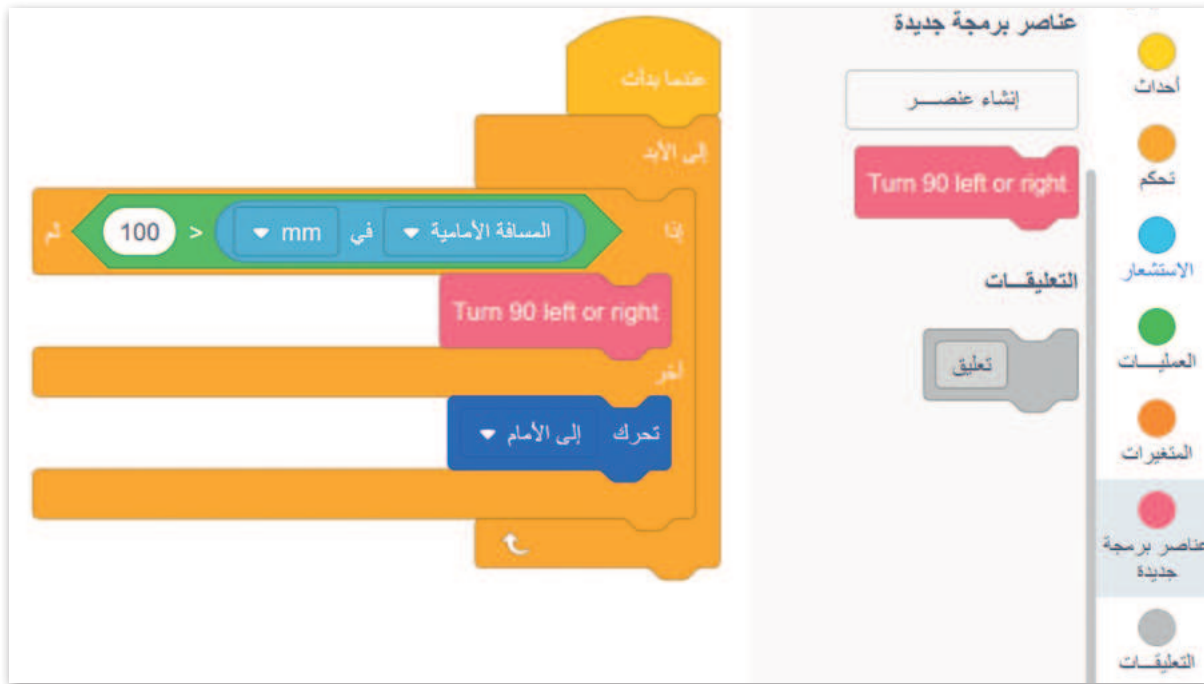 عندما بدأت
إلى الأبد
إذا المسافة الأمامية في mm < 100 ثم
Turn 90 left or right
آخر
تحرك إلى الأمام
عناصر برمجة جديدة
إنشاء عنصر
Turn 90 left or right
التعليقات
تعليق
أحداث
تحكم
الاستشعار
العمليات
المتغيرات
عناصر برمجة
جديدة
التعليقات